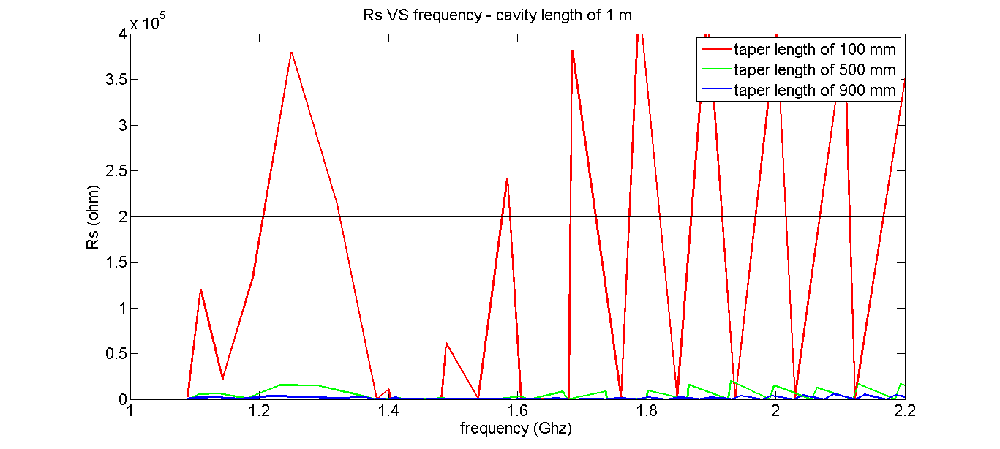 Rs VS frequency - cavity length of 1 m
x 10^5
taper length of 100 mm
taper length of 500 mm
taper length of 900 mm
4
3.5
3
2.5
2
1.5
1
0.5
0
Rs (ohm)
1
1.2
1.4
1.6
1.8
2
2.2
frequency (Ghz)